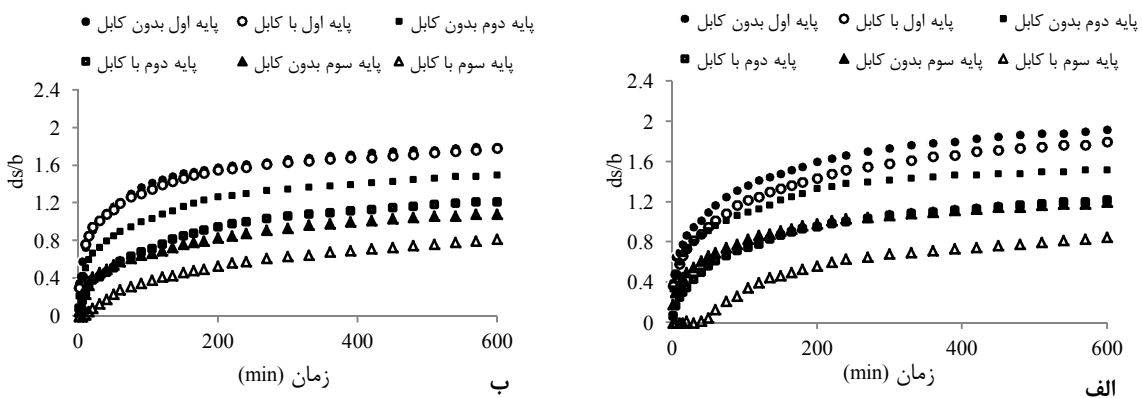 پایه اول بدون کابل پایه اول با کابل پایه دوم بدون کابل
پایه دوم با کابل پایه سوم بدون کابل پایه سوم با کابل
2.4
2
1.6
1.2
0.8
0.4
0
ds/b
0 200 400 600
زمان (min)
الف
پایه اول بدون کابل پایه اول با کابل پایه دوم بدون کابل
پایه دوم با کابل پایه سوم بدون کابل پایه سوم با کابل
2.4
2
1.6
1.2
0.8
0.4
0
ds/b
0 200 400 600
زمان (min)
ب